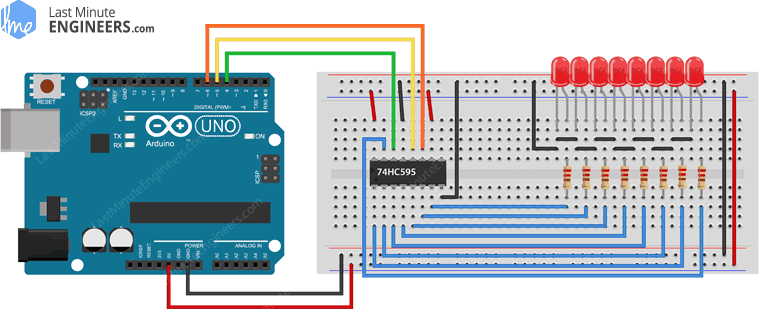 Last Minute
ENGINEERS.com
RESET
ICSP2
AREF
GND
13
12
~11
~10
~9
8
7
~6
~5
4
~3
2
TX0▶1
RX0◀0
DIGITAL (PWM~)
L
TX
RX
UNO
Arduino
ON
1
ICSP
74HC595
LastMinuteEngineers.com
IOREF
RESET
3V3
5V
GND
GND
VIN
POWER
ANALOG IN
A0
A1
A2
A3
A4
A5